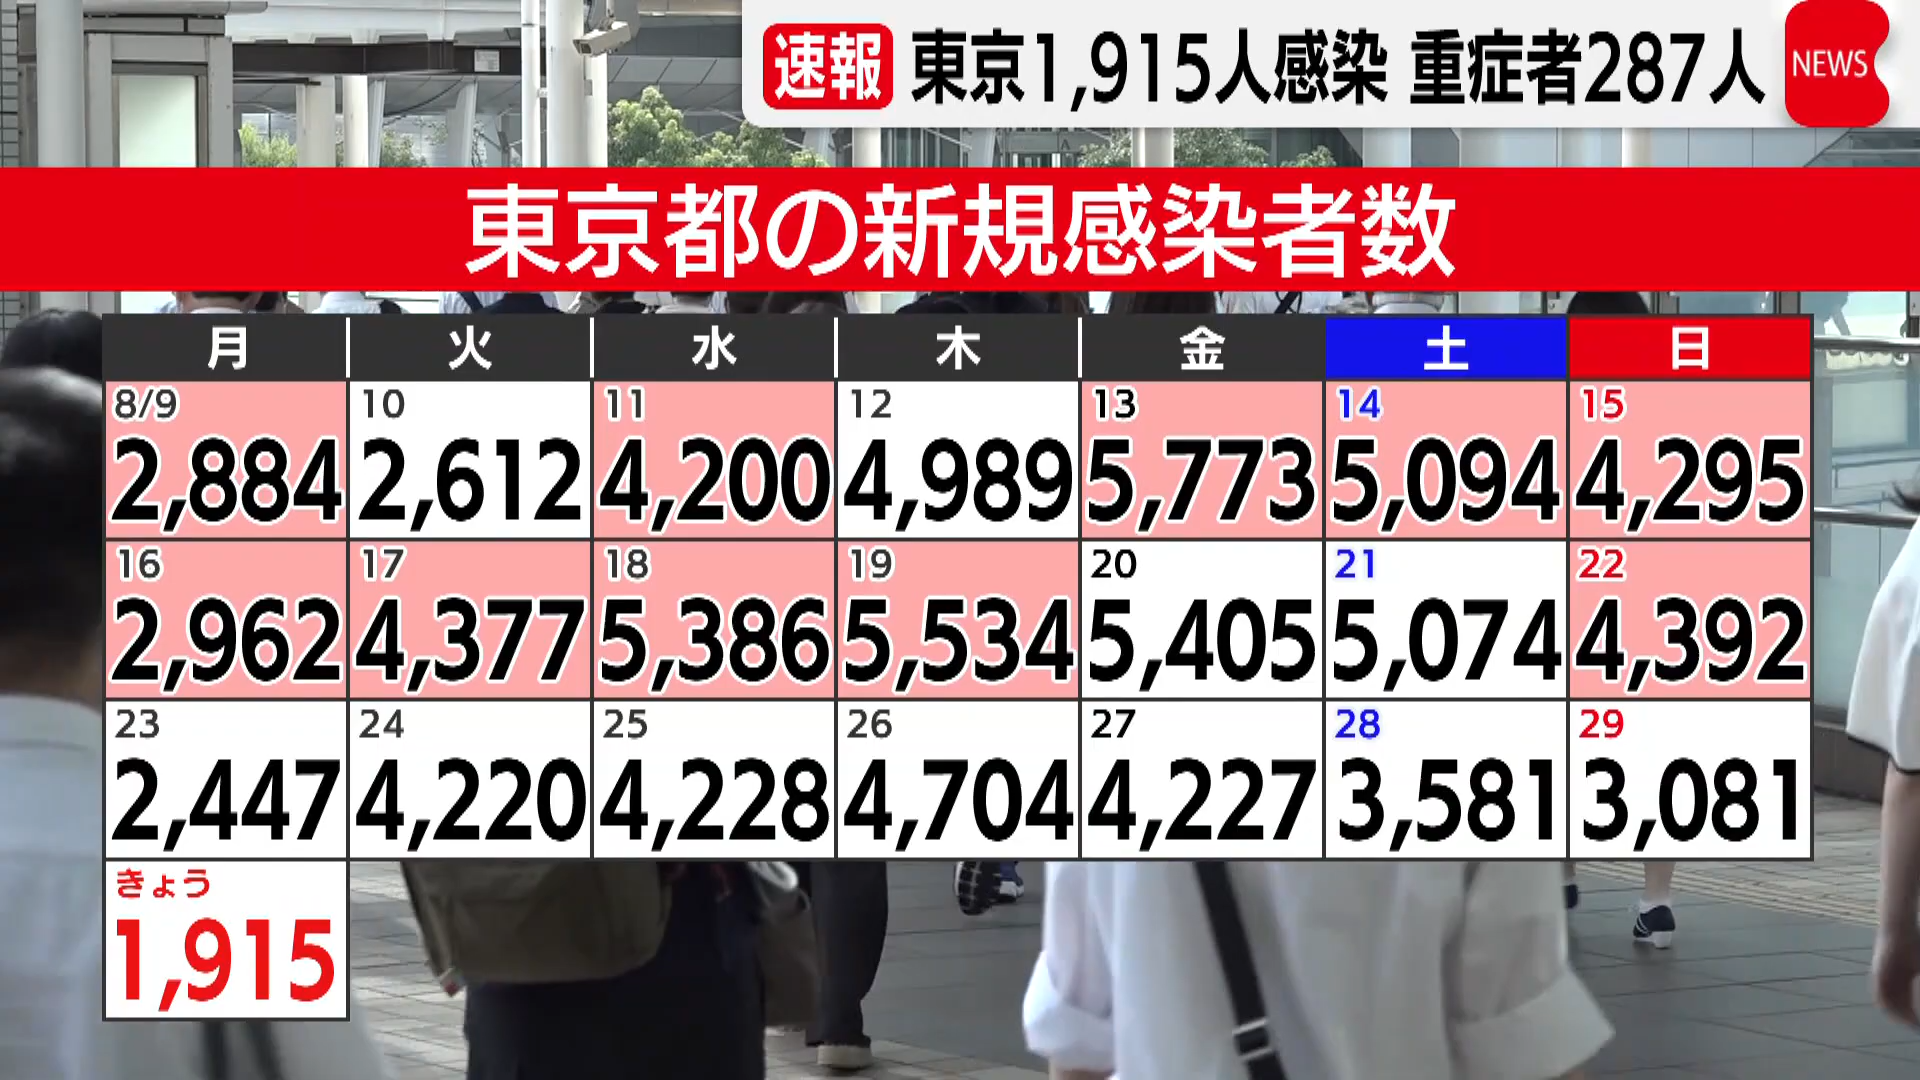 速報 東京1,915人感染 重症者287人 NEWS
東京都の新規感染者数
月 火 水 木 金 土 日
8/9 10 11 12 13 14 15
2,884 2,612 4,200 4,989 5,773 5,094 4,295
16 17 18 19 20 21 22
2,962 4,377 5,386 5,534 5,405 5,074 4,392
23 24 25 26 27 28 29
2,447 4,220 4,228 4,704 4,227 3,581 3,081
きょう
1,915